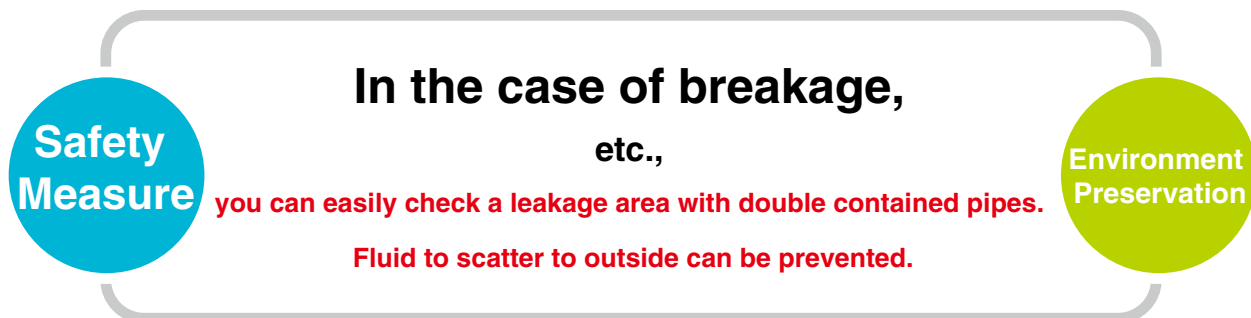 Safety
Measure
In the case of breakage,
etc.,
you can easily check a leakage area with double contained pipes.
Fluid to scatter to outside can be prevented.
Environment
Preservation